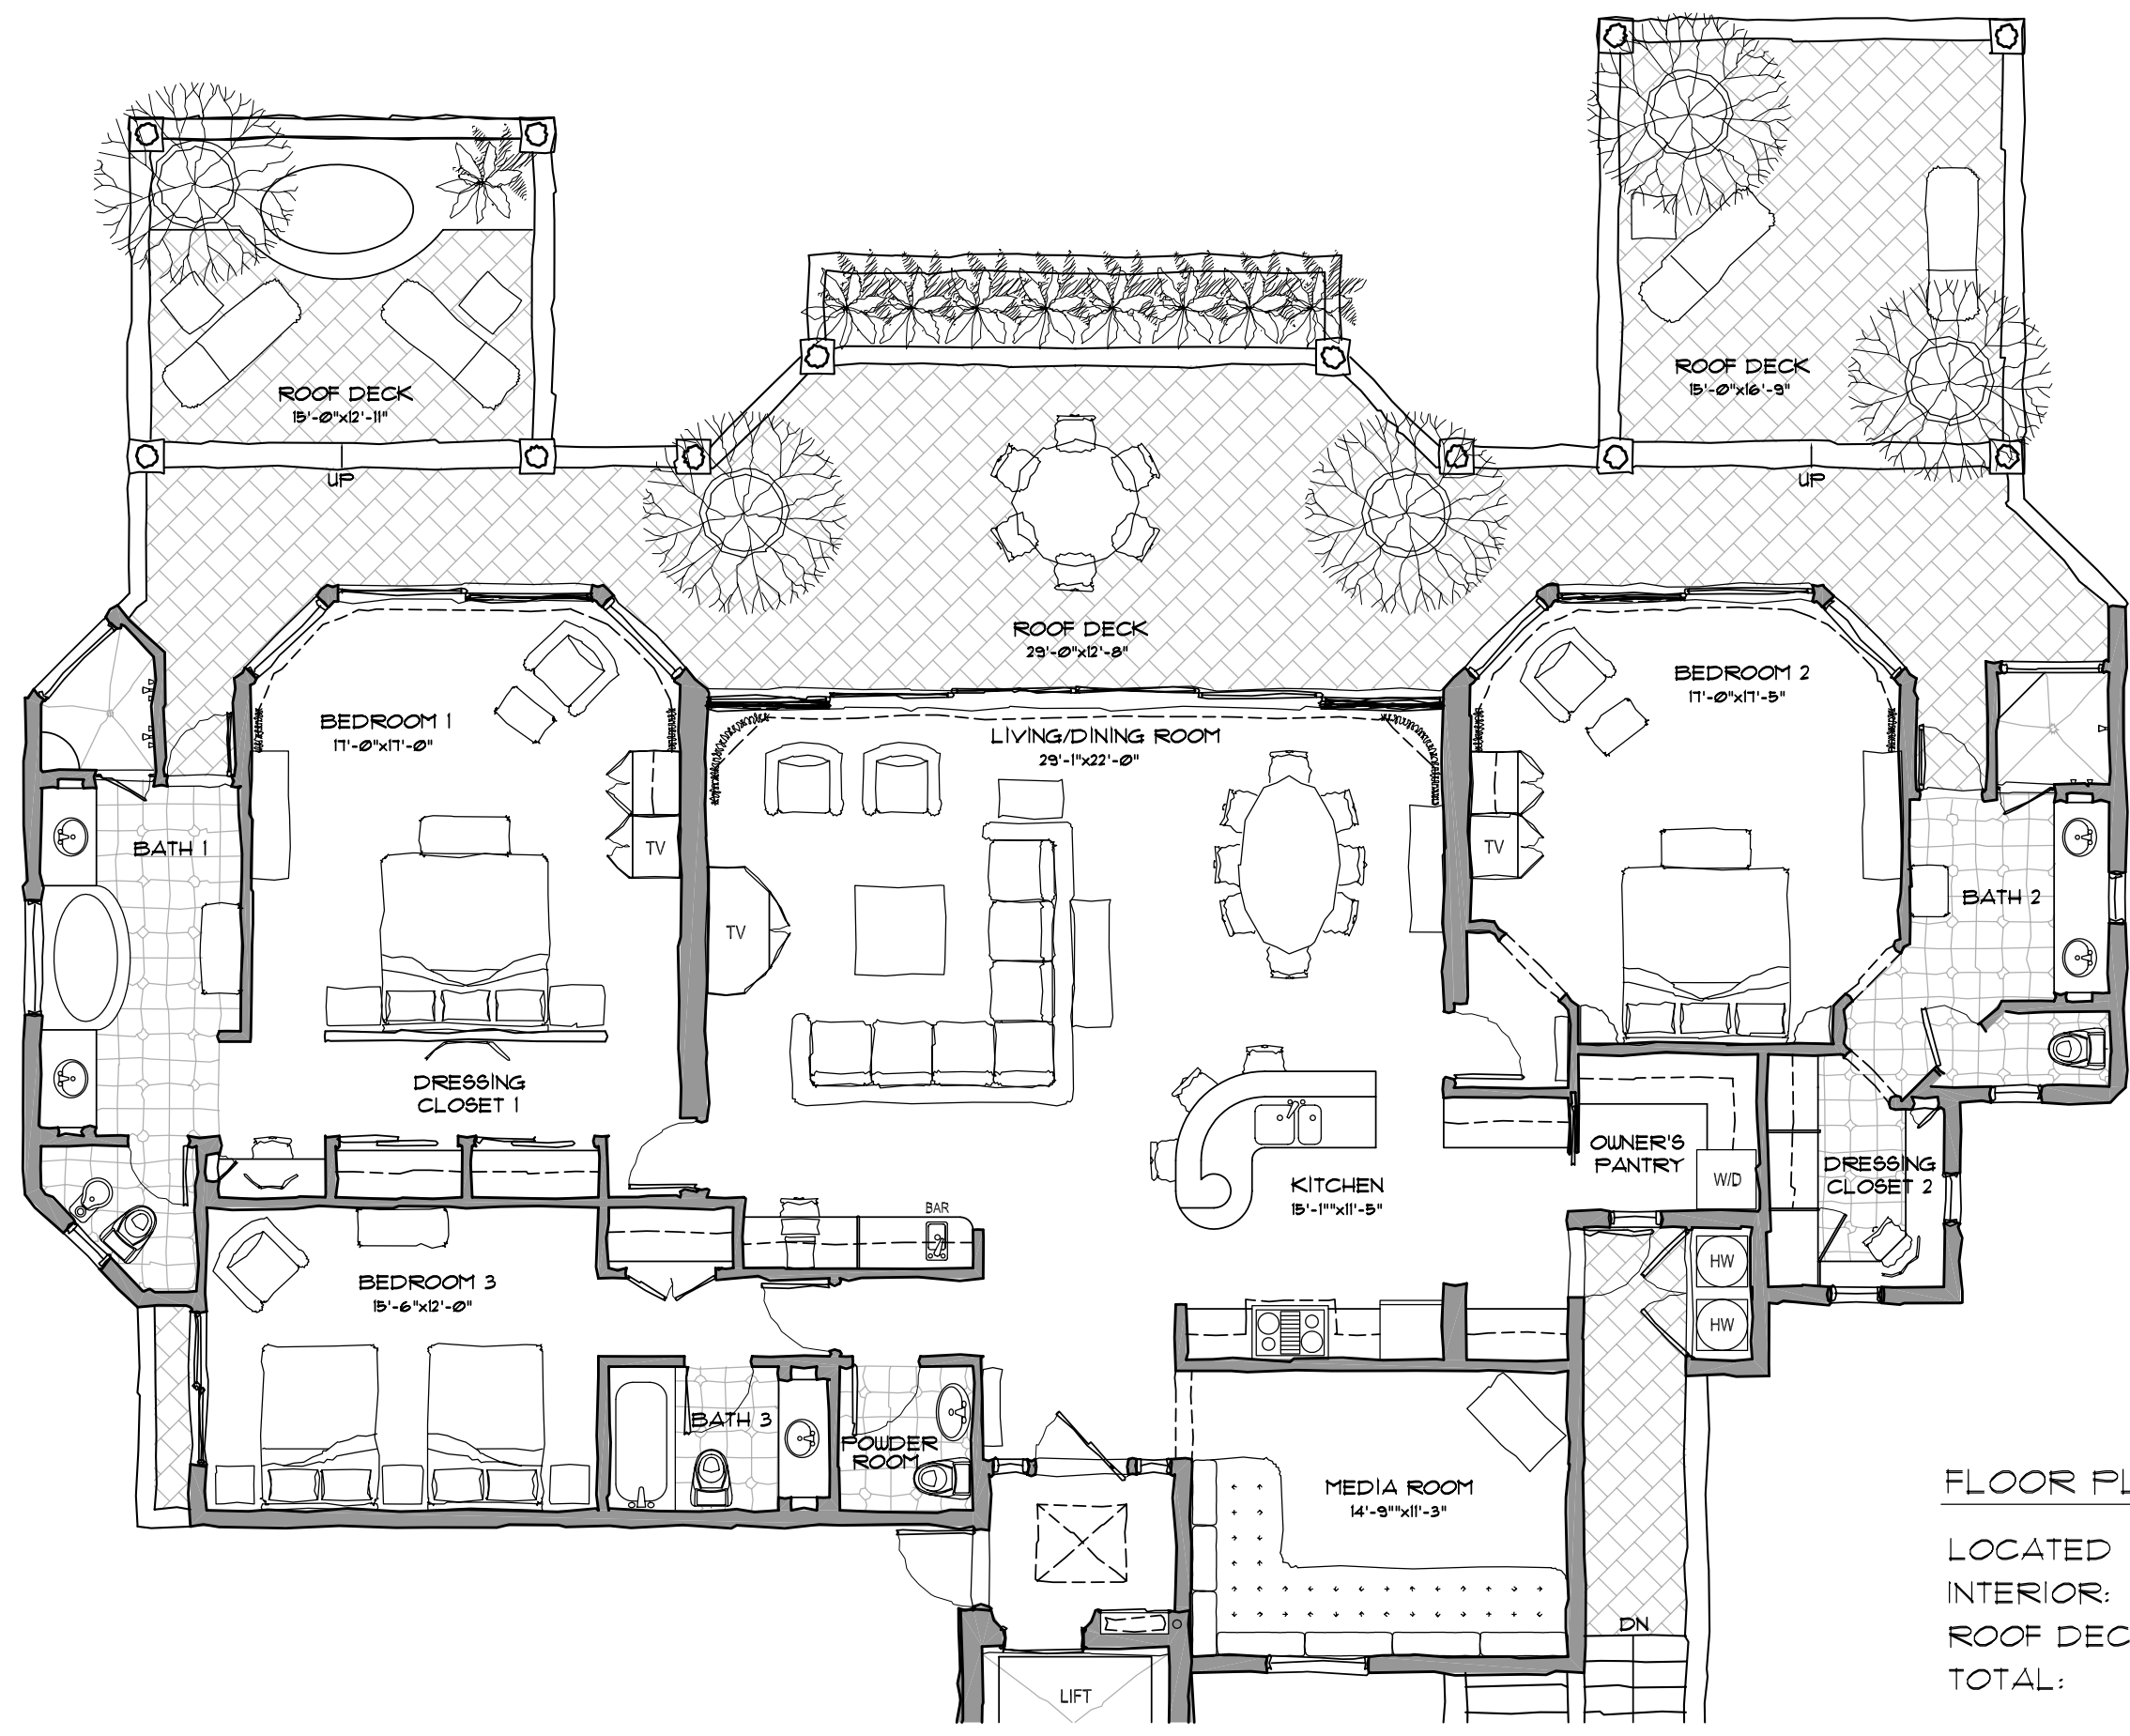 ROOF DECK
15'-0"x16'-9"
ROOF DECK
15'-0"x12'-11"
UP
UP
ROOF DECK
29'-0"x12'-8"
BEDROOM 1
17'-0"x17'-0"
LIVING/DINING ROOM
29'-1"x22'-0"
BEDROOM 2
17'-0"x17'-5"
BATH 1
TV
TV
TV
BATH 2
DRESSING
CLOSET 1
OWNER'S
PANTRY
W/D
DRESSING
CLOSET 2
KITCHEN
15'-1""x11'-5"
BAR
BEDROOM 3
15'-6"x12'-0"
HW
HW
BATH 3
POWDER
ROOM
MEDIA ROOM
14'-9""x11'-3"
DN
LIFT
FLOOR PL
LOCATED
INTERIOR:
ROOF DEC
TOTAL: